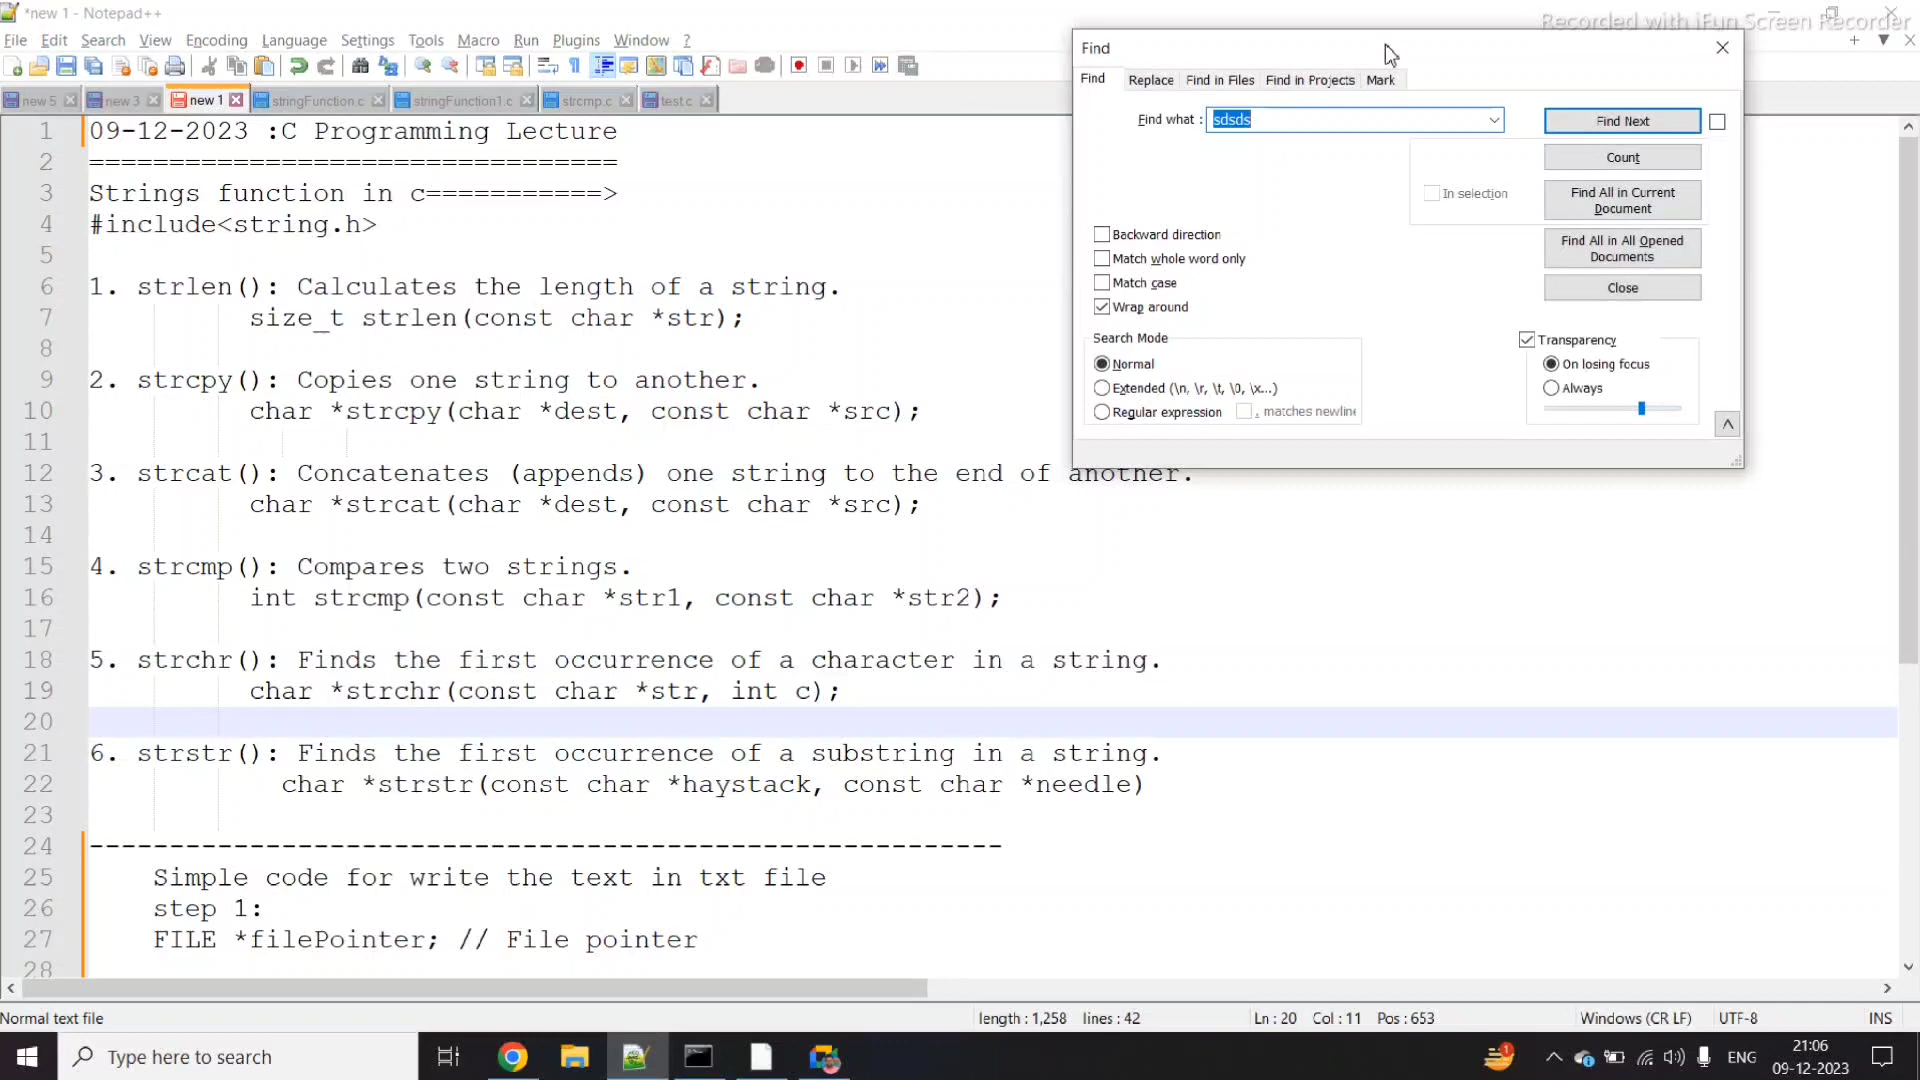 *new 1 - Notepad++
Recorded with iFun Screen Recorder
File Edit Search View Encoding Language Settings Tools Macro Run Plugins Window ?
new 5 new 3 new 1 stringFunction.c stringFunction1.c strcmp.c test.c
1 09-12-2023 :C Programming Lecture
2 =================================
3 Strings function in c===========>
4 #include<string.h>
5
6 1. strlen(): Calculates the length of a string.
7 size_t strlen(const char *str);
8
9 2. strcpy(): Copies one string to another.
10 char *strcpy(char *dest, const char *src);
11
12 3. strcat(): Concatenates (appends) one string to the end of another.
13 char *strcat(char *dest, const char *src);
14
15 4. strcmp(): Compares two strings.
16 int strcmp(const char *str1, const char *str2);
17
18 5. strchr(): Finds the first occurrence of a character in a string.
19 char *strchr(const char *str, int c);
20
21 6. strstr(): Finds the first occurrence of a substring in a string.
22 char *strstr(const char *haystack, const char *needle)
23
24 ---------------------------------------------------------
25 Simple code for write the text in txt file
26 step 1:
27 FILE *filePointer; // File pointer
28
Find
Find Replace Find in Files Find in Projects Mark
Find what : sdsds Find Next
Count
In selection
Find All in Current
Document
Find All in All Opened
Documents
Close
Backward direction
Match whole word only
Match case
Wrap around
Search Mode
Normal
Extended (\n, \r, \t, \0, \x...)
Regular expression . matches newline
Transparency
On losing focus
Always
Normal text file length : 1,258 lines : 42 Ln : 20 Col : 11 Pos : 653 Windows (CR LF) UTF-8 INS
Type here to search
1
ENG
21:06
09-12-2023